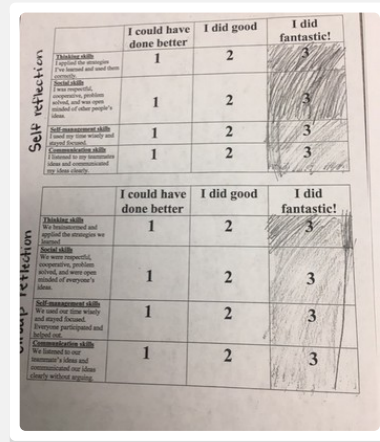 Self reflection
I could have done better
I did good
I did fantastic!
Thinking skills
I applied the strategies
I've learned and used them
correctly.
1
2
3
Social skills
I was respectful,
cooperative, problem
solved, and was open
minded of other people's
ideas.
1
2
3
Self-management skills
I used my time wisely and
stayed focused.
1
2
3
Communication skills
I listened to my teammates
ideas and communicated
my ideas clearly.
1
2
3
reflection
I could have done better
I did good
I did fantastic!
Thinking skills
We brainstormed and
applied the strategies we
learned
1
2
3
Social skills
We were respectful,
cooperative, problem
solved, and were open
minded of everyone's
ideas.
1
2
3
Self-management skills
We used our time wisely
and stayed focused.
Everyone participated and
helped out.
1
2
3
Communication skills
We listened to our
teammate's ideas and
communicated our ideas
clearly without arguing.
1
2
3